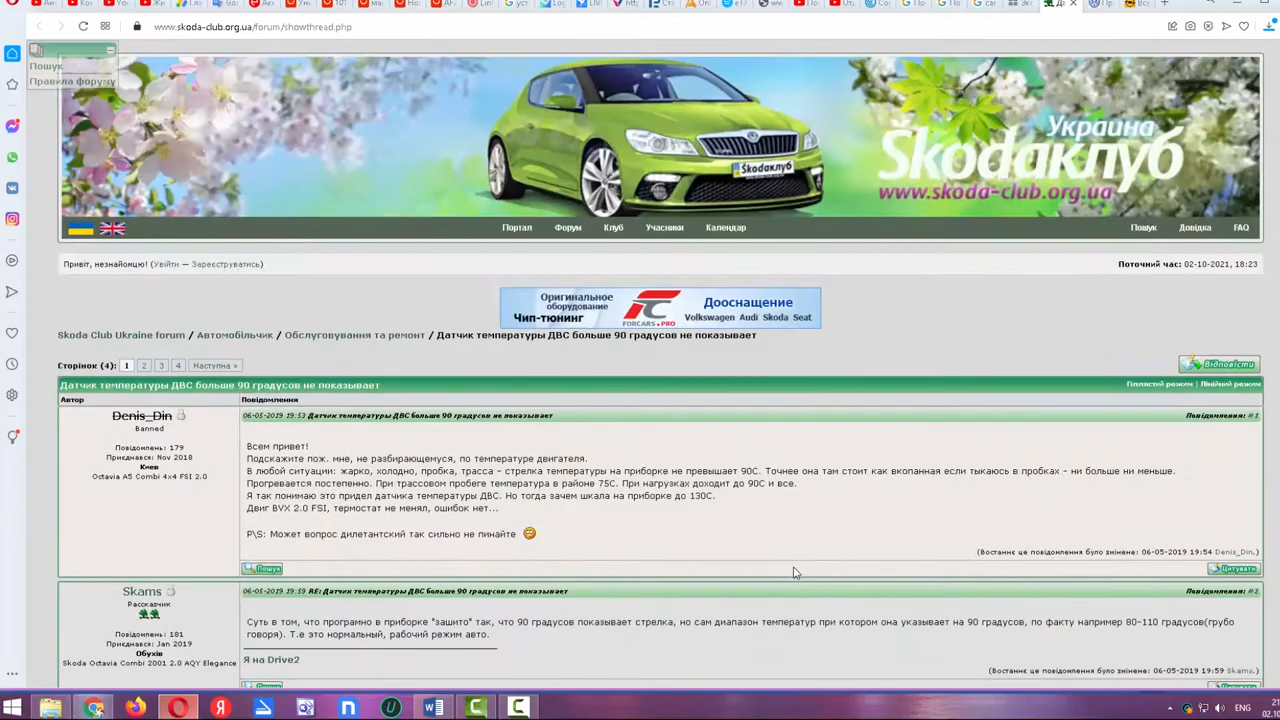 www.skoda-club.org.ua/forum/showthread.php
Пошук
Правила форуму
Украина
Škodaклуб
www.skoda-club.org.ua
Škodaклуб
Портал Форум Клуб Учасники Календар Пошук Довідка FAQ
Привіт, незнайомцю! (Увійти — Зареєструватись) Поточний час: 02-10-2021, 18:23
Оригинальное оборудование
Чип-тюнинг
FORCARS.PRO
Дооснащение
Volkswagen Audi Skoda Seat
Skoda Club Ukraine forum / Автомобільчик / Обслуговування та ремонт / Датчик температуры ДВС больше 90 градусов не показывает
Сторінок (4): 1 2 3 4 Наступна > Відповісти
Датчик температуры ДВС больше 90 градусов не показывает Гіллястий режим | Лінійний режим
Автор Повідомлення
Denis_Din 06-05-2019 19:53 Датчик температуры ДВС больше 90 градусов не показывает Повідомлення: #1
Banned
Повідомлень: 179
Приєднався: Nov 2018
Киев
Octavia A5 Combi 4x4 FSI 2.0
Всем привет!
Подскажите пож. мне, не разбирающемуся, по температуре двигателя.
В любой ситуации: жарко, холодно, пробка, трасса - стрелка температуры на приборке не превышает 90С. Точнее она там стоит как вкопанная если тыкаюсь в пробках - ни больше ни меньше.
Прогревается постепенно. При трассовом пробеге температура в районе 75С. При нагрузках доходит до 90С и все.
Я так понимаю это придел датчика температуры ДВС. Но тогда зачем шкала на приборке до 130С.
Двиг BVX 2.0 FSI, термостат не менял, ошибок нет...
P\S: Может вопрос дилетантский так сильно не пинайте
(Востаннє це повідомлення було змінене: 06-05-2019 19:54 Denis_Din.)
Пошук Цитувати
Skams 06-05-2019 19:59 RE: Датчик температуры ДВС больше 90 градусов не показывает Повідомлення: #2
Рассказчик
Повідомлень: 181
Приєднався: Jan 2019
Обухів
Skoda Octavia Combi 2001 2.0 AQY Elegance
Суть в том, что програмно в приборке "зашито" так, что 90 градусов показывает стрелка, но сам диапазон температур при котором она указывает на 90 градусов, по факту например 80-110 градусов(грубо
говоря). Т.е это нормальный, рабочий режим авто.
Я на Drive2
(Востаннє це повідомлення було змінене: 06-05-2019 19:59 Skams.)
ENG